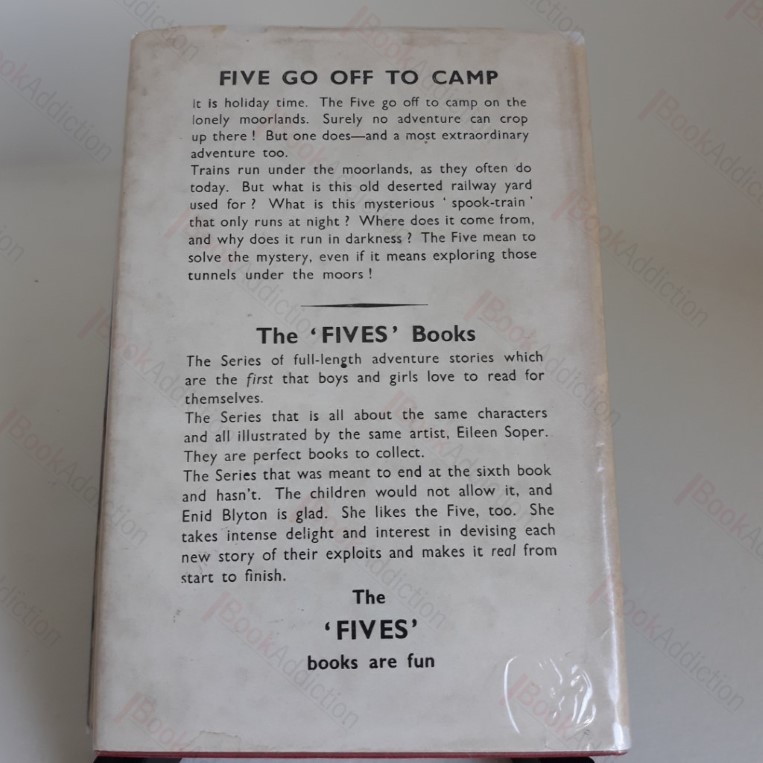 FIVE GO OFF TO CAMP
it is holiday time. The Five go off to camp on the
lonely moorlands. Surely no adventure can crop
up there ! But one does—and a most extraordinary
adventure too.
Trains run under the moorlands, as they often do
today. But what is this old deserted railway yard
used for ? What is this mysterious ‘ spook-train ’
that only runs at night ? Where does it come from,
and why does it run in darkness ? The Five mean to
solve the mystery, even if it means exploring those
tunnels under the moors !
The ‘FIVES’ Books
The Series of full-length adventure stories which
are the first that boys and girls love to read for
themselves.
The Series that is all about the same characters
and all illustrated by the same artist, Eileen Soper.
They are perfect books to collect.
The Series that was meant to end at the sixth book
and hasn't. The children would not allow it, and
Enid Blyton is glad. She likes the Five, too. She
takes intense delight and interest in devising each
new story of their exploits and makes it real from
start to finish.
The
‘FIVES’
books are fun
BookAddiction